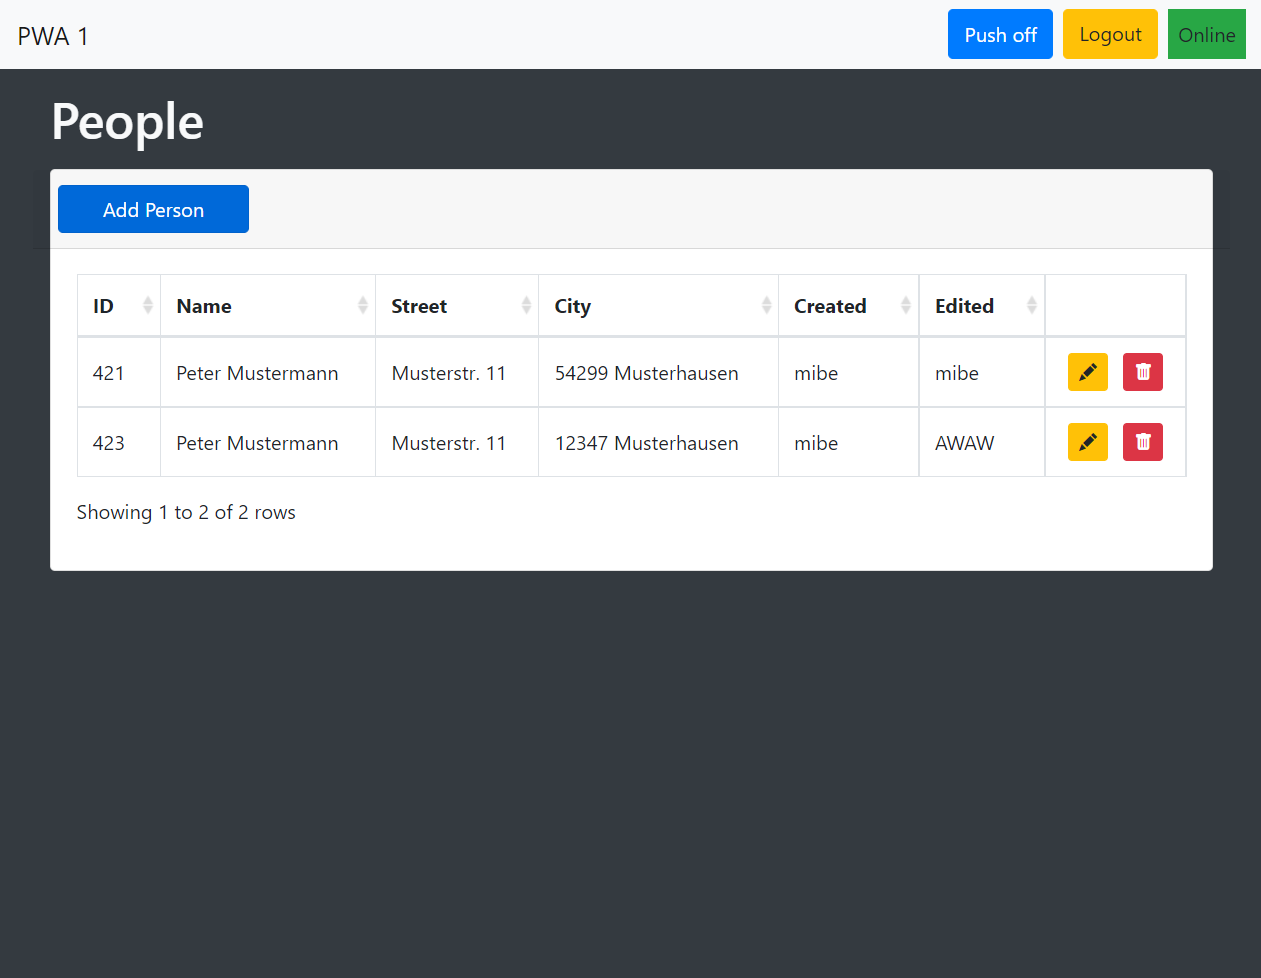 PWA 1 Push off Logout Online
People
Add Person
ID Name Street City Created Edited
421 Peter Mustermann Musterstr. 11 54299 Musterhausen mibe mibe
423 Peter Mustermann Musterstr. 11 12347 Musterhausen mibe AWAW
Showing 1 to 2 of 2 rows